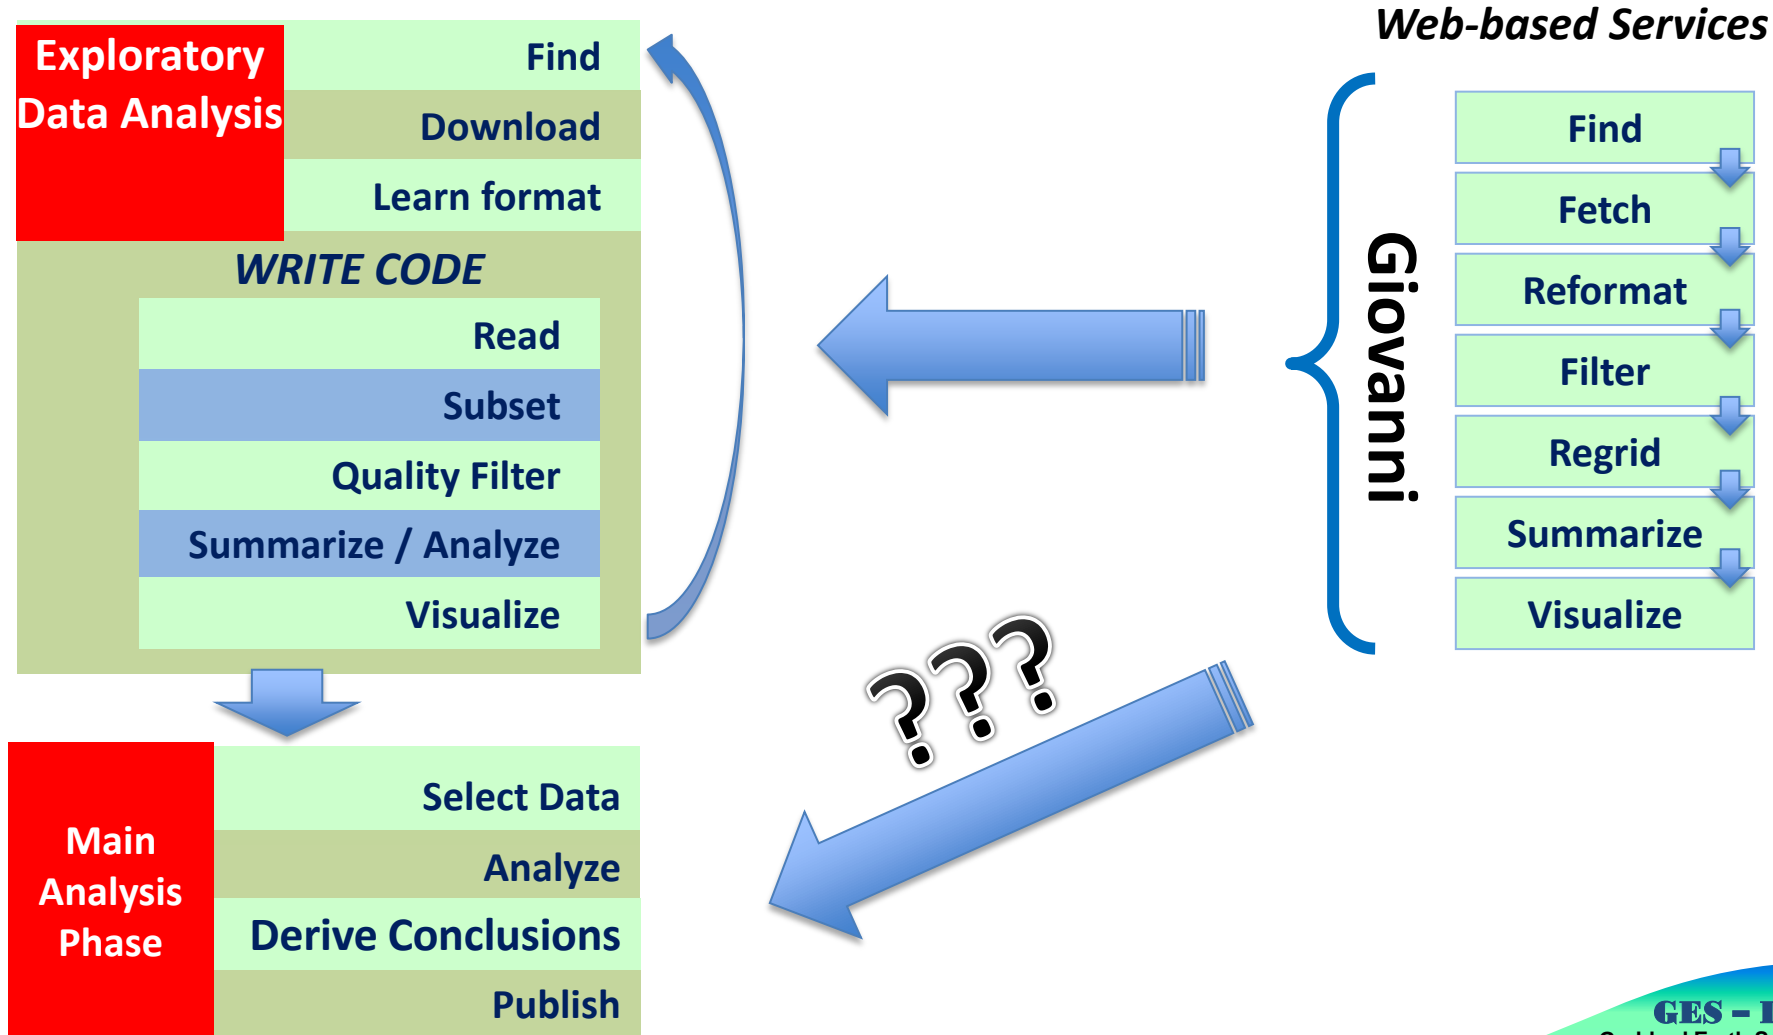 Web-based Services
Exploratory
Data Analysis
Find
Download
Learn format
WRITE CODE
Read
Subset
Quality Filter
Summarize / Analyze
Visualize
Main
Analysis
Phase
Select Data
Analyze
Derive Conclusions
Publish
???
Giovanni
Find
Fetch
Reformat
Filter
Regrid
Summarize
Visualize
GES –